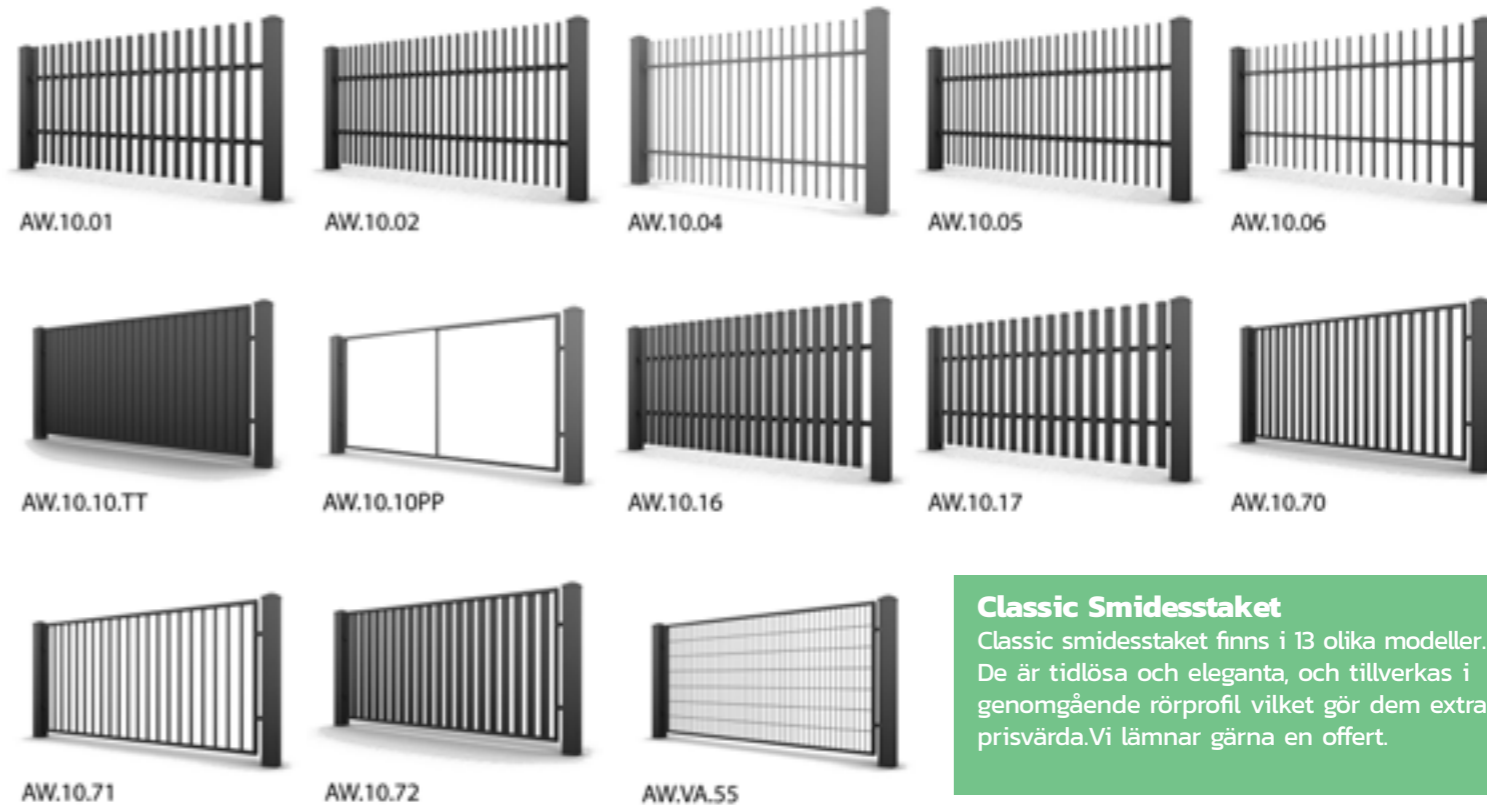 AW.10.01
AW.10.02
AW.10.04
AW.10.05
AW.10.06
AW.10.10.TT
AW.10.10PP
AW.10.16
AW.10.17
AW.10.70
AW.10.71
AW.10.72
AW.VA.55
Classic Smidesstaket
Classic smidesstaket finns i 13 olika modeller.
De är tidlösa och eleganta, och tillverkas i
genomgående rörprofil vilket gör dem extra
prisvärda.Vi lämnar gärna en offert.